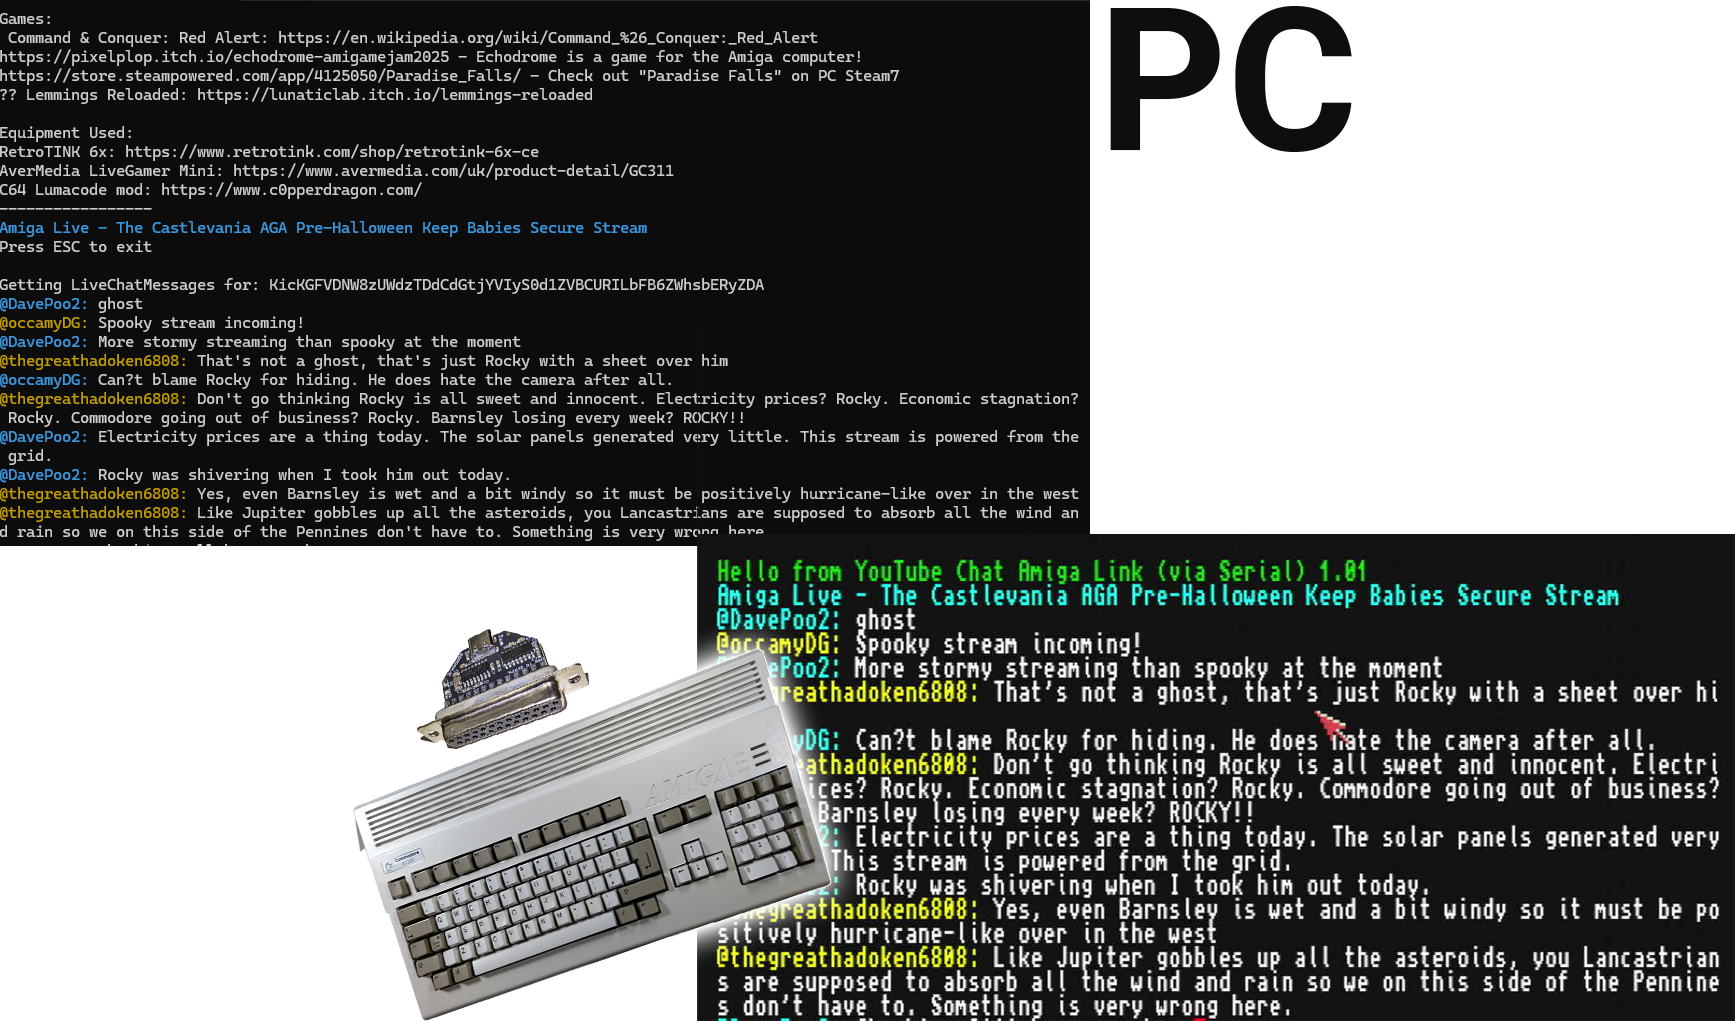 Games:
Command & Conquer: Red Alert: https://en.wikipedia.org/wiki/Command_%26_Conquer:_Red_Alert
https://pixelplop.itch.io/echodrome-amigamejam2025 - Echodrome is a game for the Amiga computer!
https://store.steampowered.com/app/4125050/Paradise_Falls/ - Check out "Paradise Falls" on PC Steam7
?? Lemmings Reloaded: https://lunaticlab.itch.io/lemmings-reloaded
Equipment Used:
RetroTINK 6x: https://www.retrotink.com/shop/retrotink-6x-ce
AverMedia LiveGamer Mini: https://www.avermedia.com/uk/product-detail/GC311
C64 Lumacode mod: https://www.c0pperdragon.com/
-----------------
Amiga Live - The Castlevania AGA Pre-Halloween Keep Babies Secure Stream
Press ESC to exit
Getting LiveChatMessages for: KicKGFVDNW8zUWdzTDdCdGtjYVIyS0d1ZVBCURILbFB6ZWhsbERyZDA
@DavePoo2: ghost
@occamyDG: Spooky stream incoming!
@DavePoo2: More stormy streaming than spooky at the moment
@thegreathadoken6808: That's not a ghost, that's just Rocky with a sheet over him
@occamyDG: Can?t blame Rocky for hiding. He does hate the camera after all.
@thegreathadoken6808: Don't go thinking Rocky is all sweet and innocent. Electricity prices? Rocky. Economic stagnation?
Rocky. Commodore going out of business? Rocky. Barnsley losing every week? ROCKY!!
@DavePoo2: Electricity prices are a thing today. The solar panels generated very little. This stream is powered from the
grid.
@DavePoo2: Rocky was shivering when I took him out today.
@thegreathadoken6808: Yes, even Barnsley is wet and a bit windy so it must be positively hurricane-like over in the west
@thegreathadoken6808: Like Jupiter gobbles up all the asteroids, you Lancastrians are supposed to absorb all the wind an
d rain so we on this side of the Pennines don't have to. Something is very wrong here
PC
Hello from YouTube Chat Amiga Link (via Serial) 1.01
Amiga Live - The Castlevania AGA Pre-Halloween Keep Babies Secure Stream
@DavePoo2: ghost
@occamyDG: Spooky stream incoming!
ePoo2: More stormy streaming than spooky at the moment
greathadoken6808: That's not a ghost, that's just Rocky with a sheet over hi
yDG: Can?t blame Rocky for hiding. He does hate the camera after all.
eathadoken6808: Don't go thinking Rocky is all sweet and innocent. Electri
ices? Rocky. Economic stagnation? Rocky. Commodore going out of business?
Barnsley losing every week? ROCKY!!
2: Electricity prices are a thing today. The solar panels generated very
This stream is powered from the grid.
2: Rocky was shivering when I took him out today.
hegreathadoken6808: Yes, even Barnsley is wet and a bit windy so it must be po
sitively hurricane-like over in the west
@thegreathadoken6808: Like Jupiter gobbles up all the asteroids, you Lancastrian
s are supposed to absorb all the wind and rain so we on this side of the Pennine
s don't have to. Something is very wrong here.
AMIGA
Commodore